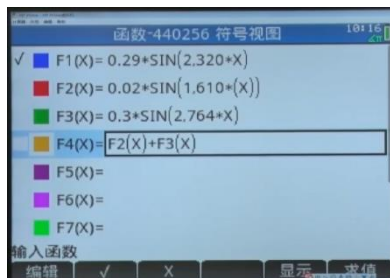 函数-440256 符号视图
10:16
✓ F1(X)= 0.29*SIN(2,320*X)
F2(X)= 0.02*SIN(1,610*(X))
F3(X)= 0.3*SIN(2,764*X)
F4(X)= F2(X)+F3(X)
F5(X)=
F6(X)=
F7(X)=
输入函数
编辑 ✓ X 显示 求值